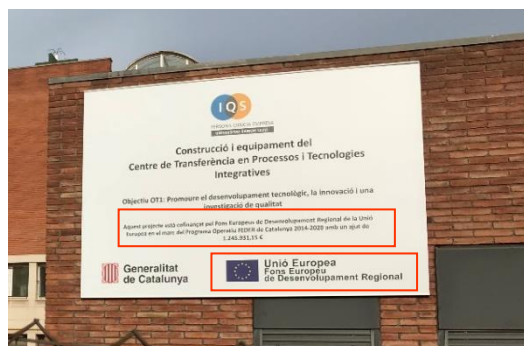 IQS
Construcció i equipament del
Centre de Transferència en Processos i Tecnologies
Integratives
Objectiu OT1: Promoure el desenvolupament tecnològic, la innovació i una
investigació de qualitat
Aquest projecte està cofinançat pel Fons Europeu de Desenvolupament Regional de la Unió
Europea en el marc del Programa Operatiu FEDER de Catalunya 2014-2020 amb un ajut de
Generalitat
de Catalunya
Unió Europea
Fons Europeu
de Desenvolupament Regional